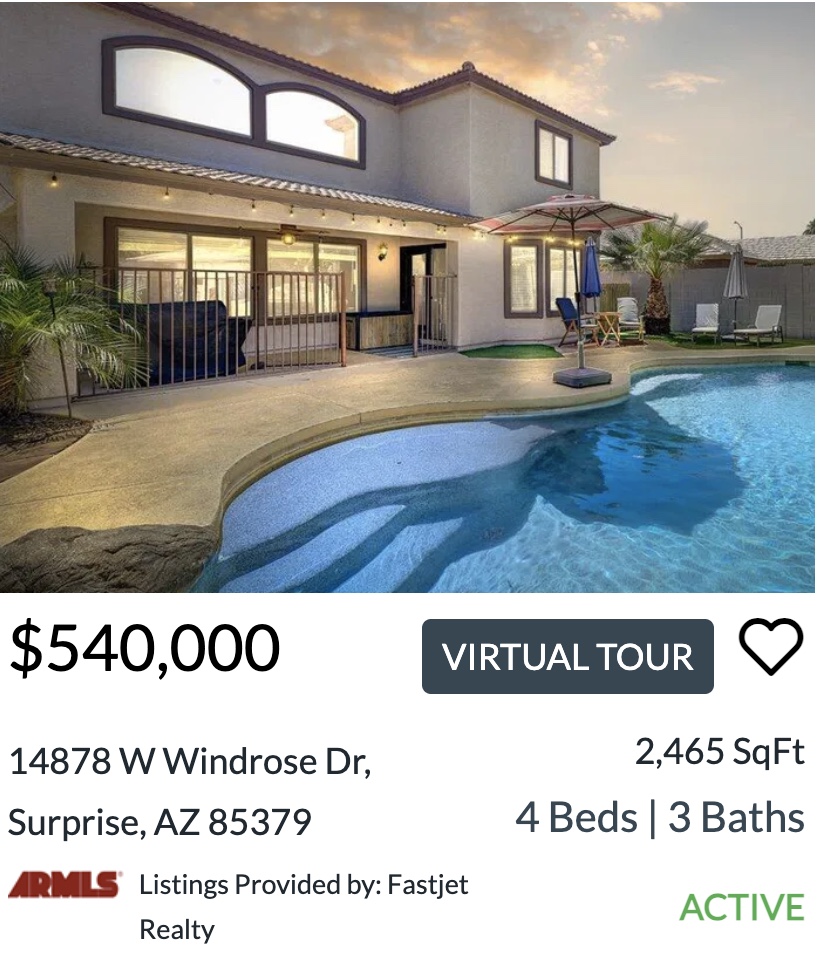 $540,000
VIRTUAL TOUR
14878 W Windrose Dr,
Surprise, AZ 85379
2,465 SqFt
4 Beds | 3 Baths
ARMLS®
Listings Provided by: Fastjet
Realty
ACTIVE